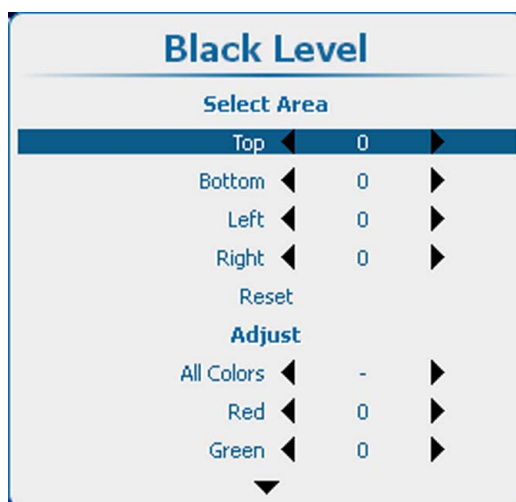 Black Level
Select Area
Top 0
Bottom 0
Left 0
Right 0
Reset
Adjust
All Colors -
Red 0
Green 0